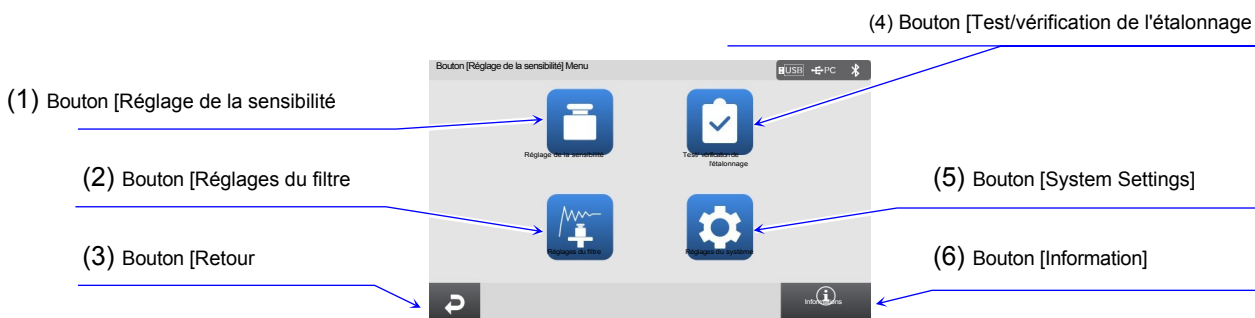 (4) Bouton [Test/vérification de l'étalonnage
Bouton [Réglage de la sensibilité] Menu
USB PC
(1) Bouton [Réglage de la sensibilité
Réglage de la sensibilité
Test/ vérification de
l'étalonnage
(2) Bouton [Réglages du filtre
(5) Bouton [System Settings]
Réglages du filtre
Réglages du système
(3) Bouton [Retour
(6) Bouton [Information]
Informations